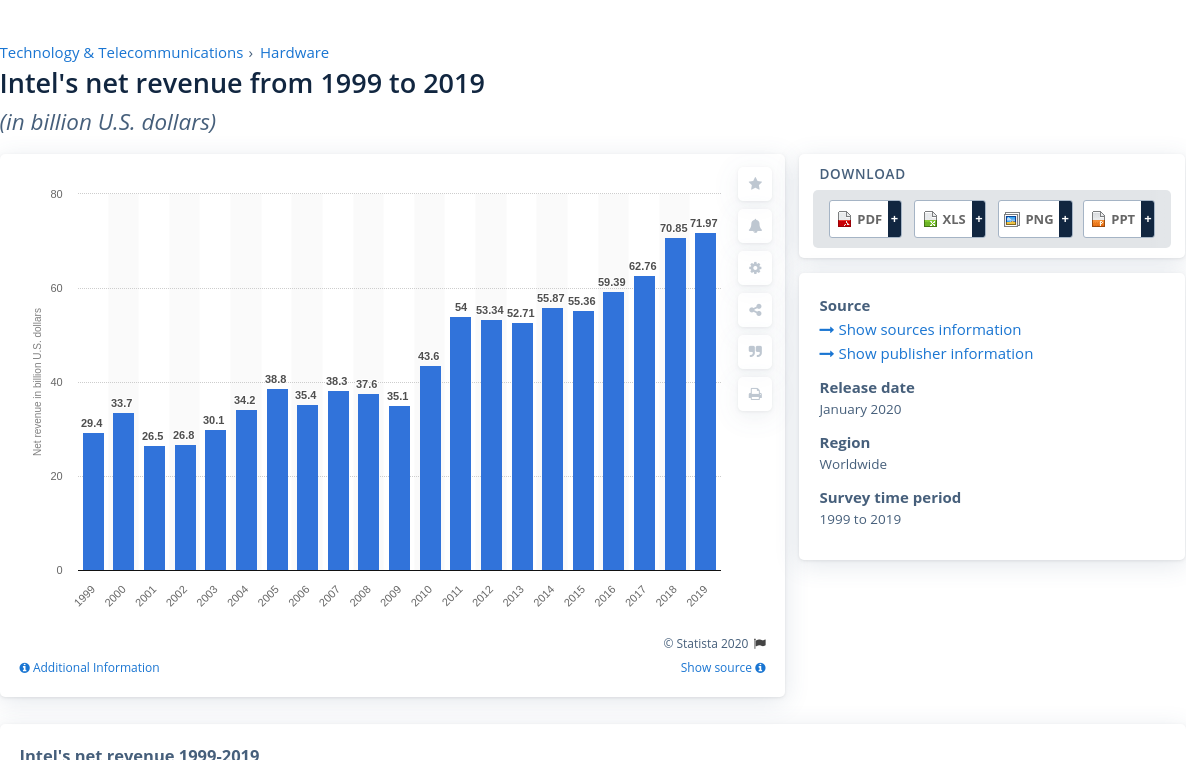 Technology & Telecommunications › Hardware
Intel's net revenue from 1999 to 2019
(in billion U.S. dollars)
Net revenue in billion U.S. dollars
80
60
40
20
0
29.4
33.7
26.5
26.8
30.1
34.2
38.8
35.4
38.3
37.6
35.1
43.6
54
53.34
52.71
55.87
55.36
59.39
62.76
70.85
71.97
1999
2000
2001
2002
2003
2004
2005
2006
2007
2008
2009
2010
2011
2012
2013
2014
2015
2016
2017
2018
2019
© Statista 2020
Additional Information
Show source
DOWNLOAD
PDF +
XLS +
PNG +
PPT +
Source
Show sources information
Show publisher information
Release date
January 2020
Region
Worldwide
Survey time period
1999 to 2019
Intel's net revenue 1999-2019